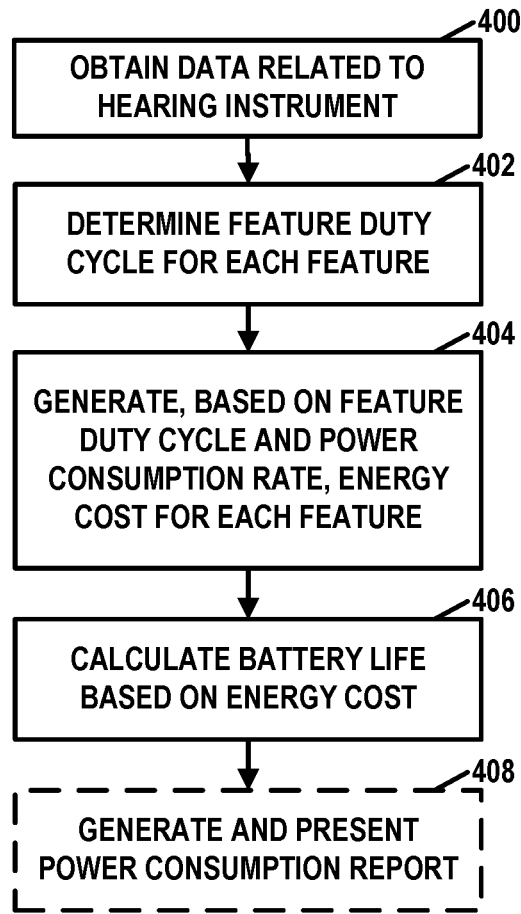 400
OBTAIN DATA RELATED TO
HEARING INSTRUMENT
402
DETERMINE FEATURE DUTY
CYCLE FOR EACH FEATURE
404
GENERATE, BASED ON FEATURE
DUTY CYCLE AND POWER
CONSUMPTION RATE, ENERGY
COST FOR EACH FEATURE
406
CALCULATE BATTERY LIFE
BASED ON ENERGY COST
408
GENERATE AND PRESENT
POWER CONSUMPTION REPORT